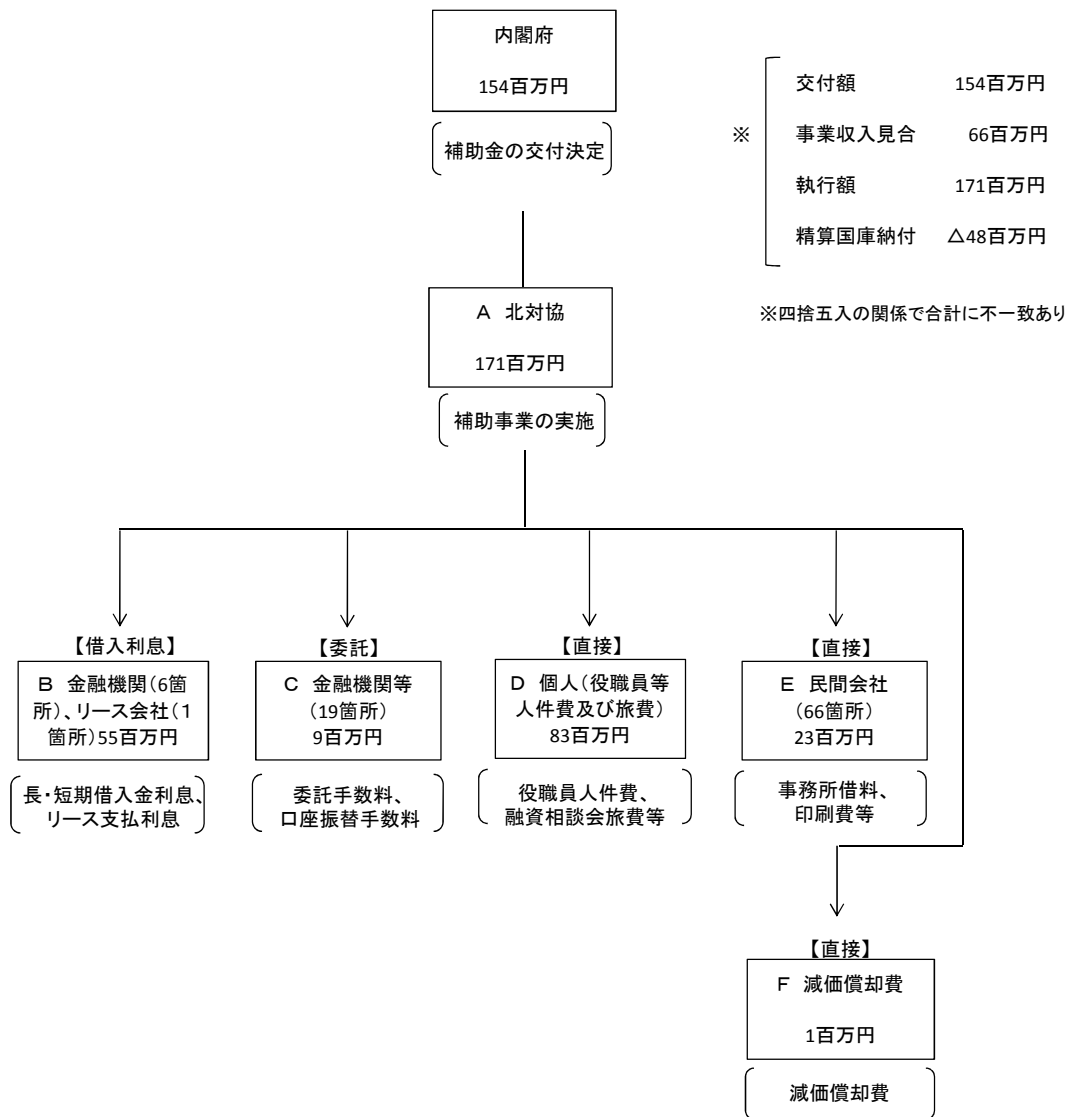 内閣府
154百万円
補助金の交付決定
※
交付額 154百万円
事業収入見合 66百万円
執行額 171百万円
精算国庫納付 △48百万円
※四捨五入の関係で合計に不一致あり
A 北対協
171百万円
補助事業の実施
【借入利息】
B 金融機関(6箇
所)、リース会社(1
箇所)55百万円
長・短期借入金利息、
リース支払利息
【委託】
C 金融機関等
(19箇所)
9百万円
委託手数料、
口座振替手数料
【直接】
D 個人(役職員等
人件費及び旅費)
83百万円
役職員人件費、
融資相談会旅費等
【直接】
E 民間会社
(66箇所)
23百万円
事務所借料、
印刷費等
【直接】
F 減価償却費
1百万円
減価償却費